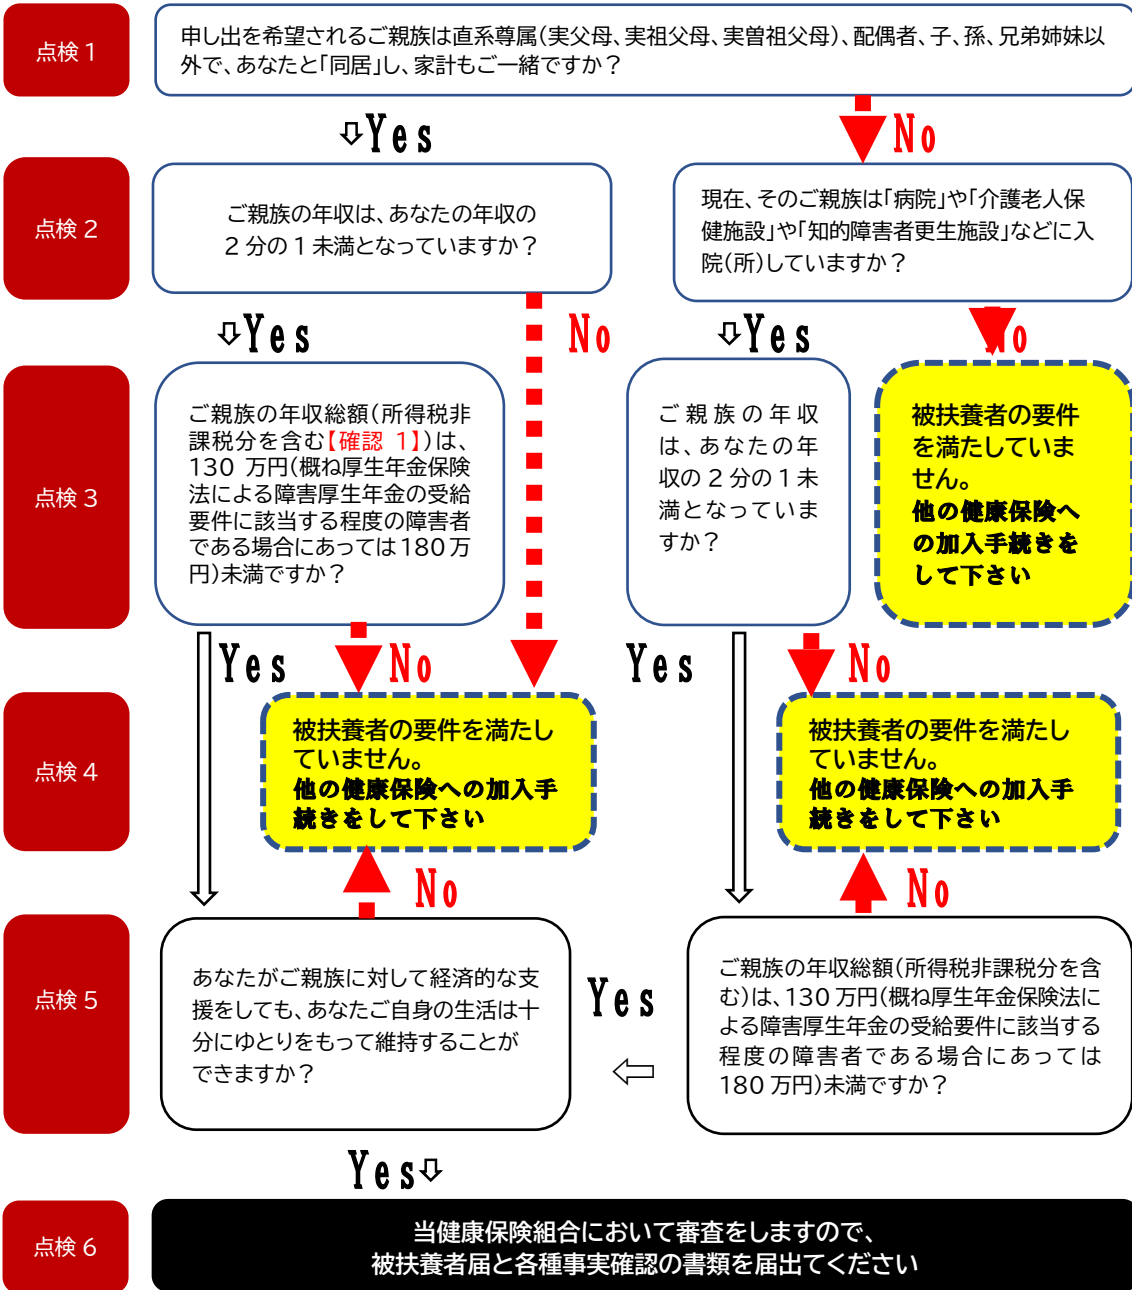 点検 1
申し出を希望されるご親族は直系尊属(実父母、実祖父母、実曽祖父母)、配偶者、子、孫、兄弟姉妹以
外で、あなたと「同居」し、家計もご一緒ですか？
⇩Yes
No
点検 2
ご親族の年収は、あなたの年収の
2 分の 1 未満となっていますか？
現在、そのご親族は「病院」や「介護老人保
健施設」や「知的障害者更生施設」などに入
院(所)していますか？
⇩Yes
No
⇩Yes
No
点検 3
ご親族の年収総額(所得税非
課税分を含む【確認 1】)は、
130 万円(概ね厚生年金保険
法による障害厚生年金の受給
要件に該当する程度の障害者
である場合にあっては 180 万
円)未満ですか？
ご親族の年収
は、あなたの年
収の 2 分の 1 未
満となっていま
すか？
被扶養者の要件
を満たしていま
せん。
他の健康保険へ
の加入手続きを
して下さい
Yes
No
Yes
No
点検 4
被扶養者の要件を満たし
ていません。
他の健康保険への加入手
続きをして下さい
被扶養者の要件を満たし
ていません。
他の健康保険への加入手
続きをして下さい
No
No
点検 5
あなたがご親族に対して経済的な支
援をしても、あなたご自身の生活は十
分にゆとりをもって維持することが
できますか？
Yes
⇦
ご親族の年収総額(所得税非課税分を含
む)は、130 万円(概ね厚生年金保険法に
よる障害厚生年金の受給要件に該当する
程度の障害者である場合にあっては
180 万円)未満ですか？
Yes⇩
点検 6
当健康保険組合において審査をしますので、
被扶養者届と各種事実確認の書類を届出てください